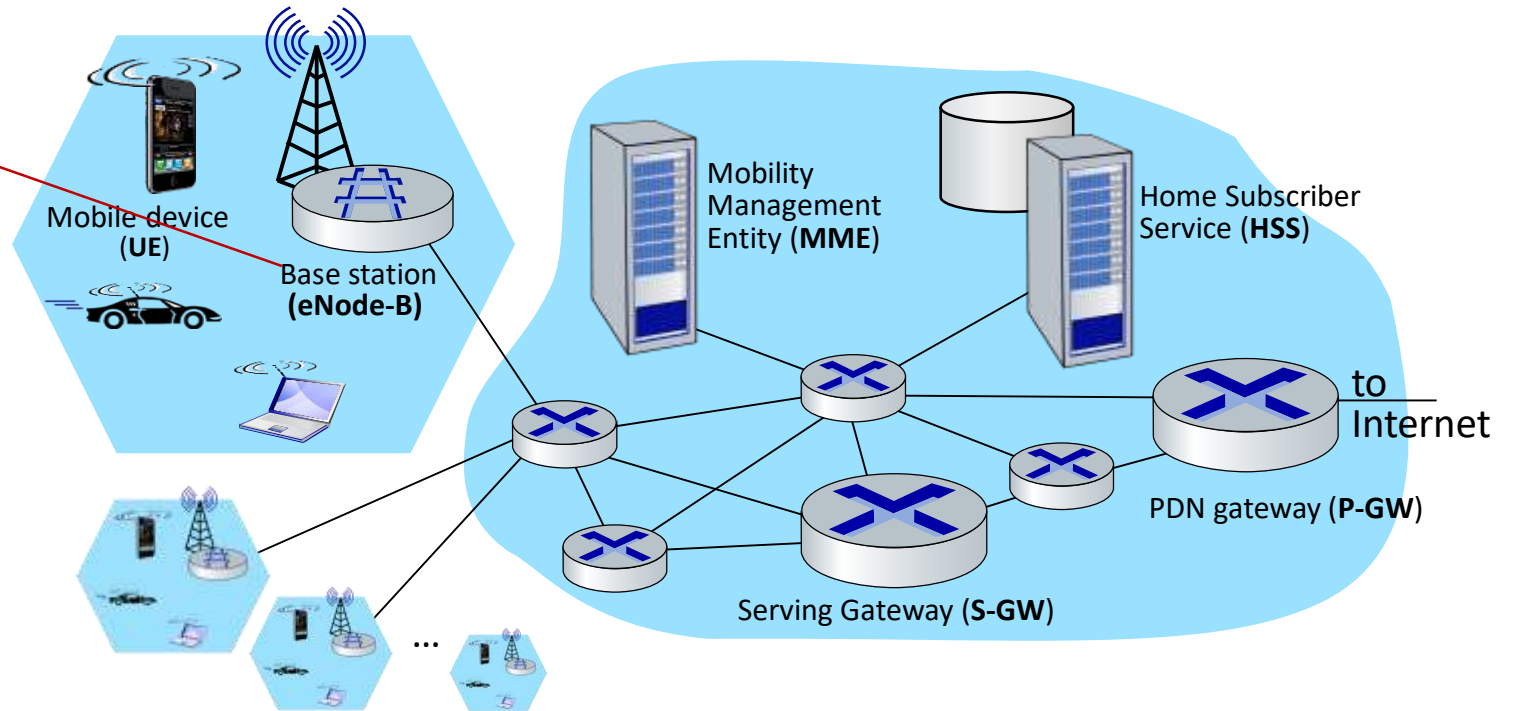 Mobile device
(UE)
Base station
(eNode-B)
Mobility
Management
Entity (MME)
Home Subscriber
Service (HSS)
to
Internet
PDN gateway (P-GW)
Serving Gateway (S-GW)
...